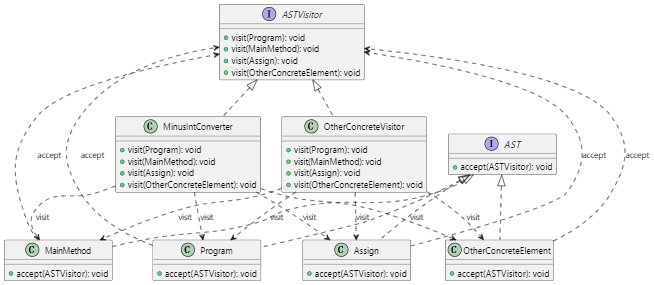 I ASTVisitor
visit(Program): void
visit(MainMethod): void
visit(Assign): void
visit(OtherConcreteElement): void
C MinusIntConverter
visit(Program): void
visit(MainMethod): void
visit(Assign): void
visit(OtherConcreteElement): void
C OtherConcreteVisitor
visit(Program): void
visit(MainMethod): void
visit(Assign): void
visit(OtherConcreteElement): void
I AST
accept(ASTVisitor): void
accept
accept
accept
accept
visit
visit
visit
visit
visit
visit
visit
visit
C MainMethod
accept(ASTVisitor): void
C Program
accept(ASTVisitor): void
C Assign
accept(ASTVisitor): void
C OtherConcreteElement
accept(ASTVisitor): void